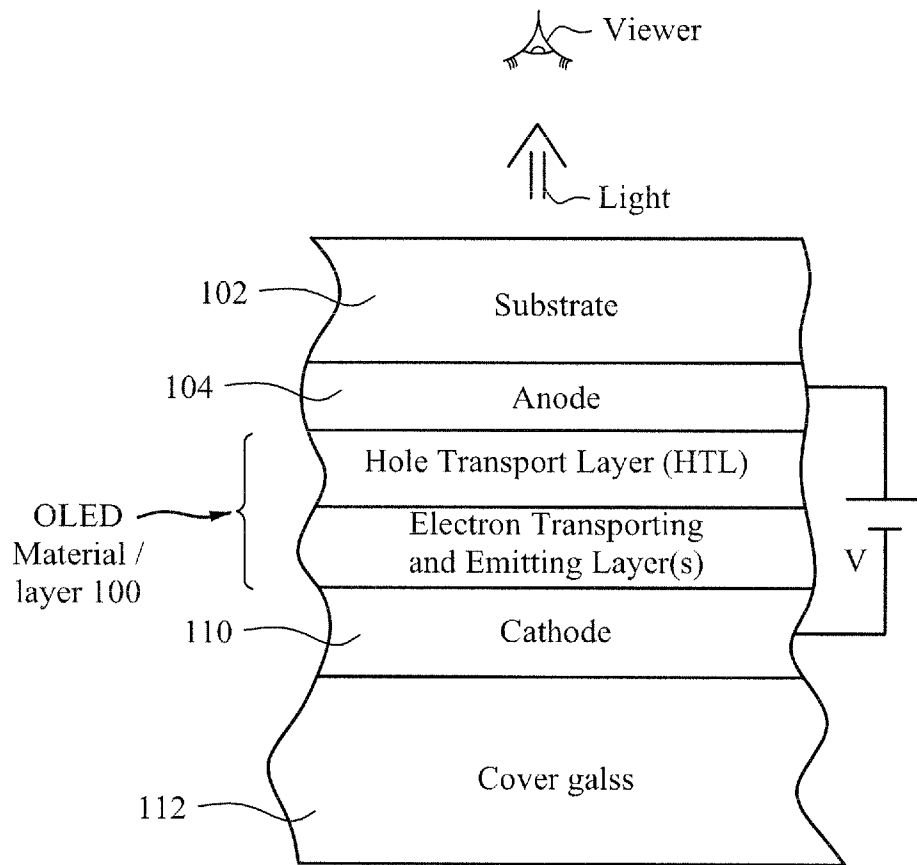 Viewer
Light
102
Substrate
104
Anode
Hole Transport Layer (HTL)
OLED
Material /
layer 100
Electron Transporting
and Emitting Layer(s)
V
110
Cathode
Cover galss
112